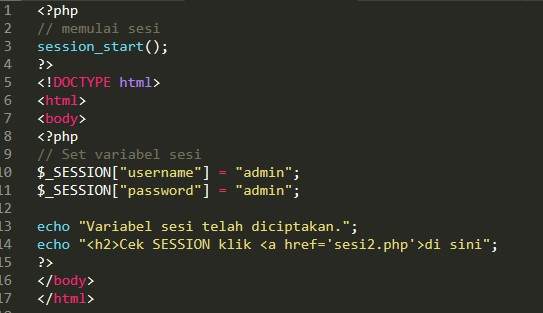 1 <?php
2 // memulai sesi
3 session_start();
4 ?>
5 <!DOCTYPE html>
6 <html>
7 <body>
8 <?php
9 // Set variabel sesi
10 $_SESSION["username"] = "admin";
11 $_SESSION["password"] = "admin";
12
13 echo "Variabel sesi telah diciptakan.";
14 echo "<h2>Cek SESSION klik <a href='sesi2.php'>di sini";
15 ?>
16 </body>
17 </html>